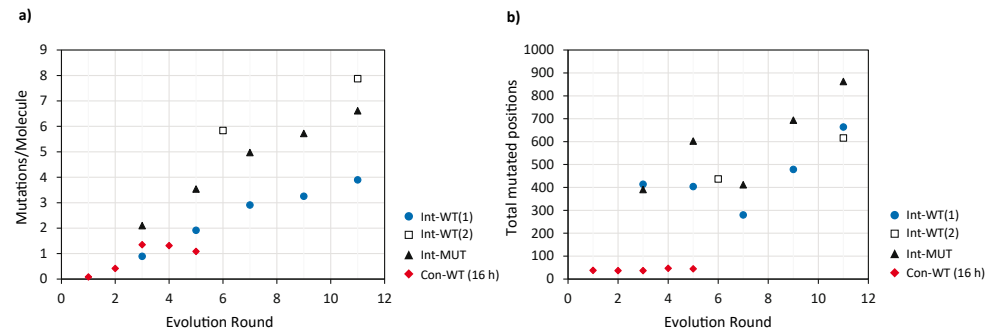 a)
Mutations/Molecule
9
8
7
6
5
4
3
2
1
0
0 2 4 6 8 10 12
Evolution Round
Int-WT(1)
Int-WT(2)
Int-MUT
Con-WT (16 h)
b)
Total mutated positions
1000
900
800
700
600
500
400
300
200
100
0
0 2 4 6 8 10 12
Evolution Round
Int-WT(1)
Int-WT(2)
Int-MUT
Con-WT (16 h)